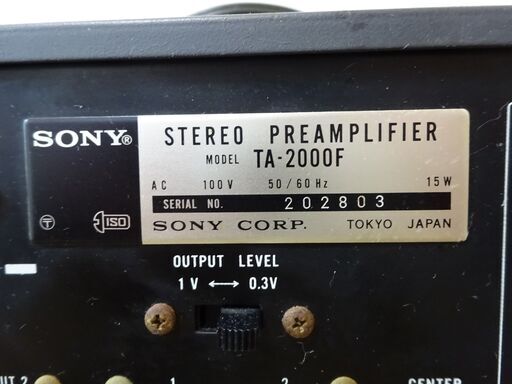 SONY®
STEREO PREAMPLIFIER
MODEL TA-2000F
AC 100V 50/60Hz 15W
SERIAL NO. 202803
〒 ISO
SONY CORP. TOKYO JAPAN
OUTPUT LEVEL
1V ⟷ 0.3V
2 1 2 CENTER